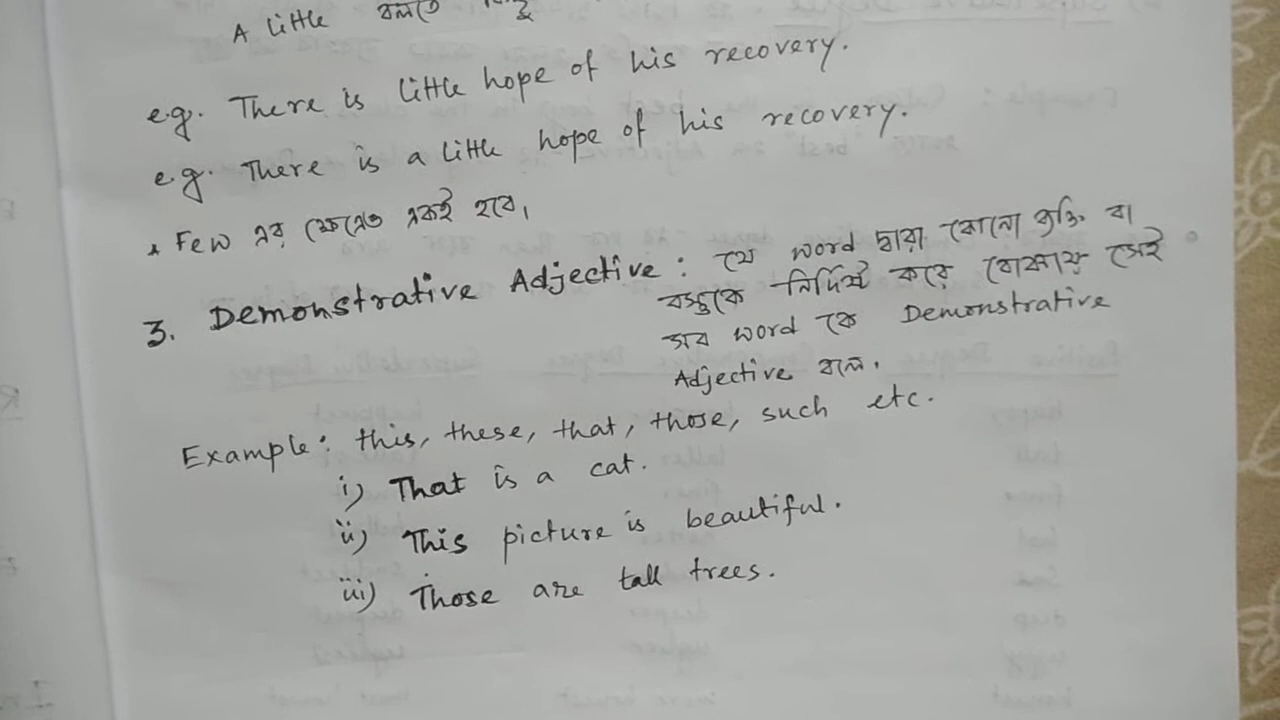 A little বলতে কিছু
e.g. There is little hope of his recovery.
e.g. There is a little hope of his recovery.
* Few এর ক্ষেত্রেও একই হবে।
3. Demonstrative Adjective : যে word দ্বারা কোনো ব্যক্তি বা
বস্তুকে নির্দিষ্ট করে বোঝায় সেই
সব word কে Demonstrative
Adjective বলে.
Example: this, these, that, those, such etc.
i) That is a cat.
ii) This picture is beautiful.
iii) Those are tall trees.